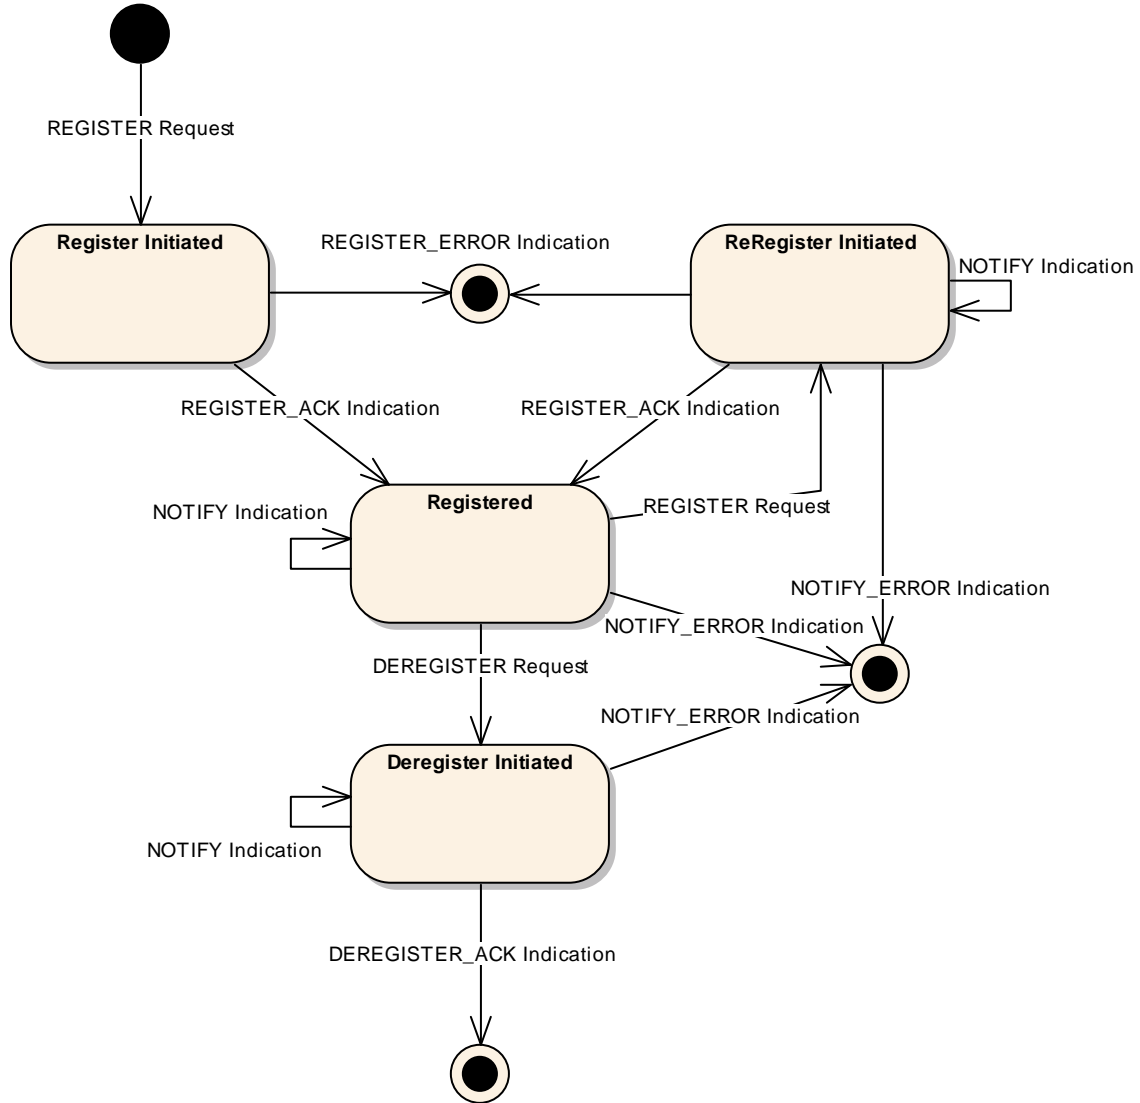 REGISTER Request
Register Initiated
REGISTER_ERROR Indication
ReRegister Initiated
NOTIFY Indication
REGISTER_ACK Indication
REGISTER_ACK Indication
Registered
NOTIFY Indication
REGISTER Request
NOTIFY_ERROR Indication
NOTIFY_ERROR Indication
DEREGISTER Request
NOTIFY_ERROR Indication
Deregister Initiated
NOTIFY Indication
DEREGISTER_ACK Indication